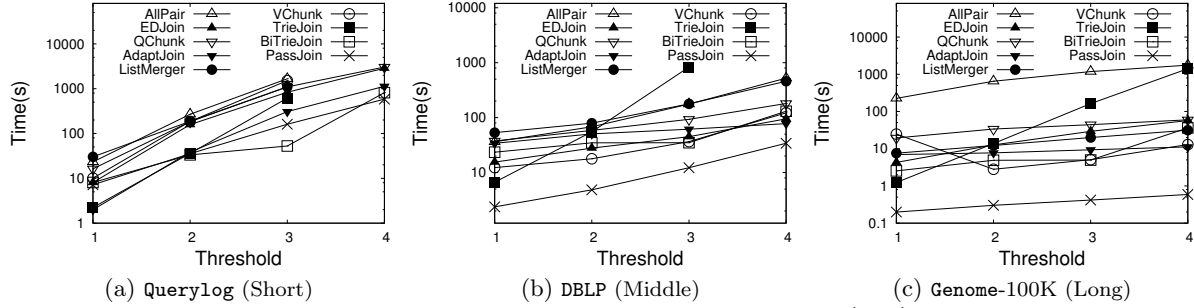 AllPair
EDJoin
QChunk
AdaptJoin
ListMerger
VChunk
TrieJoin
BiTrieJoin
PassJoin
10000
1000
100
10
1
Time(s)
1 2 3 4
Threshold
(a) Querylog (Short)
AllPair
EDJoin
QChunk
AdaptJoin
ListMerger
VChunk
TrieJoin
BiTrieJoin
PassJoin
10000
1000
100
10
Time(s)
1 2 3 4
Threshold
(b) DBLP (Middle)
AllPair
EDJoin
QChunk
AdaptJoin
ListMerger
VChunk
TrieJoin
BiTrieJoin
PassJoin
10000
1000
100
10
1
0.1
Time(s)
1 2 3 4
Threshold
(c) Genome-100K (Long)